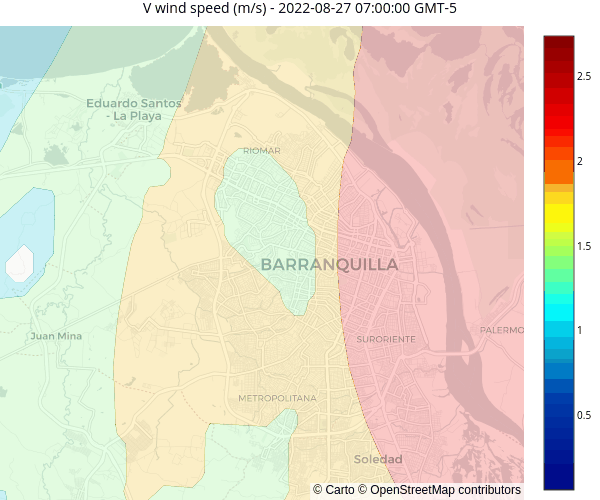 V wind speed (m/s) - 2022-08-27 07:00:00 GMT-5
Eduardo Santos
- La Playa
RIOMAR
BARRANQUILLA
Juan Mina
SURORIENTE
PALERMO
METROPOLITANA
Soledad
© Carto © OpenStreetMap contributors
2.5
2
1.5
1
0.5